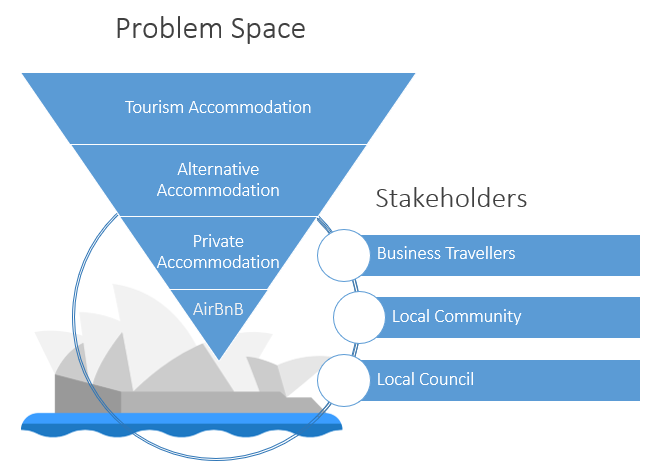 Problem Space
Tourism Accommodation
Alternative
Accommodation
Private
Accommodation
AirBnB
Stakeholders
Business Travellers
Local Community
Local Council